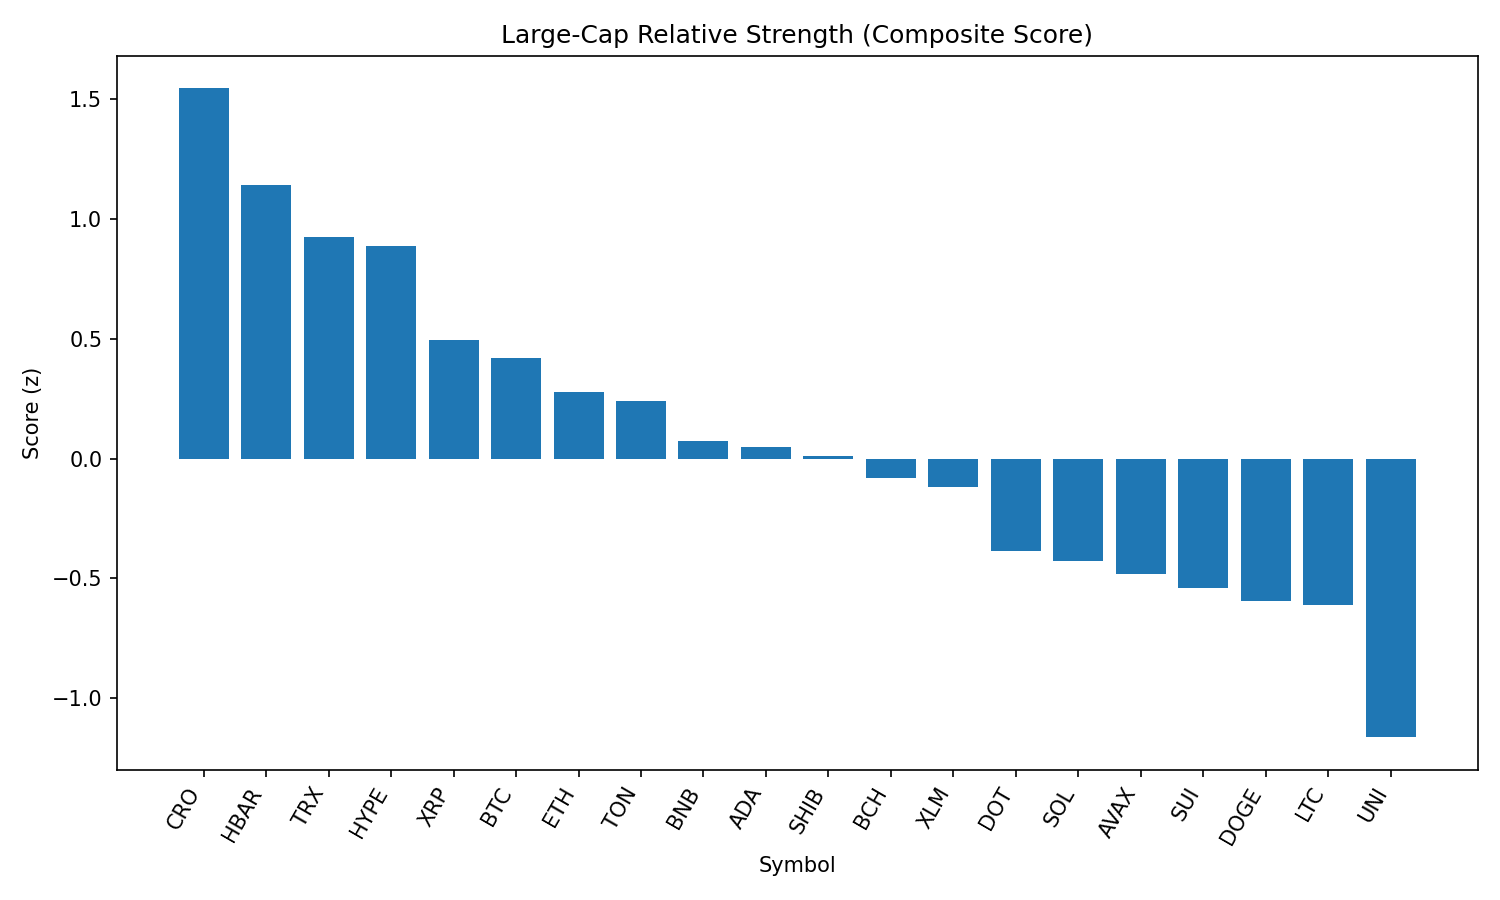 Large-Cap Relative Strength (Composite Score)
Score (z)
1.5
1.0
0.5
0.0
−0.5
−1.0
CRO
HBAR
TRX
HYPE
XRP
BTC
ETH
TON
BNB
ADA
SHIB
BCH
XLM
DOT
SOL
AVAX
SUI
DOGE
LTC
UNI
Symbol